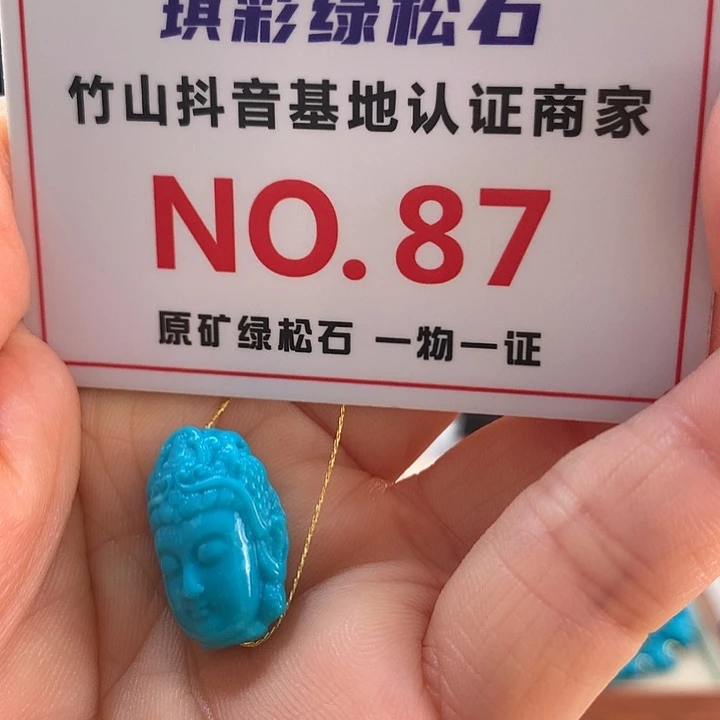 琪彩绿松石
竹山抖音基地认证商家
NO.87
原矿绿松石 一物一证